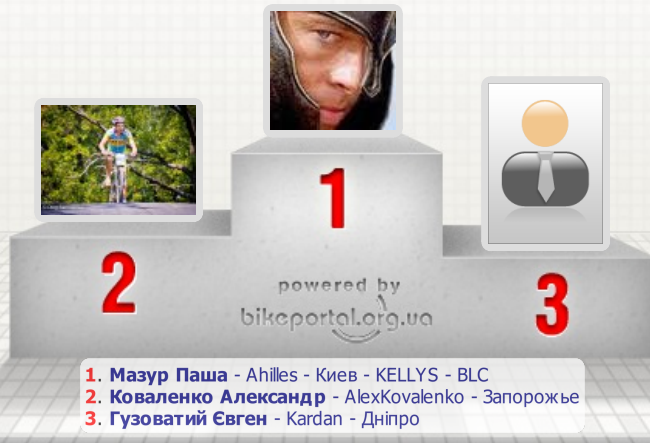 1
2
3
powered by
bikeportal.org.ua
1. Мазур Паша - Ahilles - Киев - KELLYS - BLC
2. Коваленко Александр - AlexKovalenko - Запорожье
3. Гузоватий Євген - Kardan - Дніпро